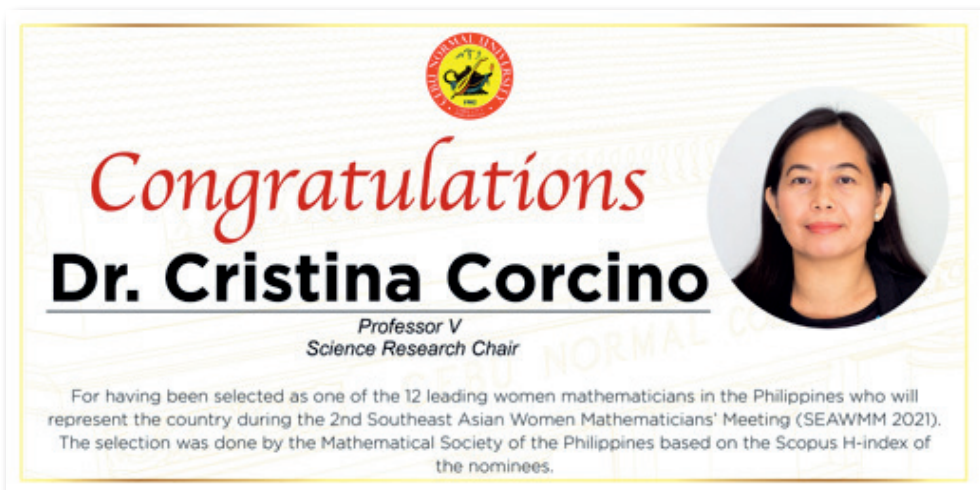 CEBU NORMAL UNIVERSITY
Congratulations
Dr. Cristina Corcino
Professor V
Science Research Chair
For having been selected as one of the 12 leading women mathematicians in the Philippines who will
represent the country during the 2nd Southeast Asian Women Mathematicians' Meeting (SEAWMM 2021).
The selection was done by the Mathematical Society of the Philippines based on the Scopus H-index of
the nominees.